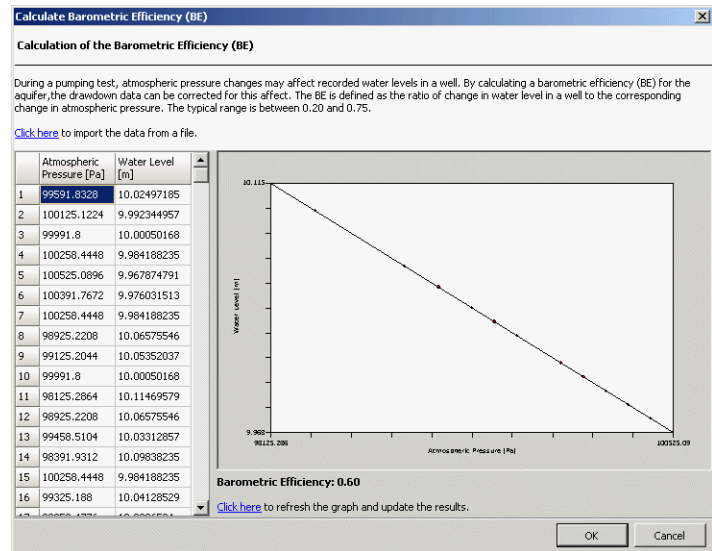 Calculate Barometric Efficiency (BE)
Calculation of the Barometric Efficiency (BE)
During a pumping test, atmospheric pressure changes may affect recorded water levels in a well. By calculating a barometric efficiency (BE) for the
aquifer,the drawdown data can be corrected for this affect. The BE is defined as the ratio of change in water level in a well to the corresponding
change in atmospheric pressure. The typical range is between 0.20 and 0.75.
Click here to import the data from a file.
Atmospheric Pressure [Pa] Water Level [m]
1 99591.8328 10.02497185
2 100125.1224 9.992344957
3 99991.8 10.00050168
4 100258.4448 9.984188235
5 100525.0896 9.967874791
6 100391.7672 9.976031513
7 100258.4448 9.984188235
8 98925.2208 10.06575546
9 99125.2044 10.05352037
10 99991.8 10.00050168
11 98125.2864 10.11469579
12 98925.2208 10.06575546
13 99458.5104 10.03312857
14 98391.9312 10.09838235
15 100258.4448 9.984188235
16 99325.188 10.04128529
10.115
Water Level [m]
9.968
98125.286
100525.09
Atmospheric Pressure [Pa]
Barometric Efficiency: 0.60
Click here to refresh the graph and update the results.
OK Cancel